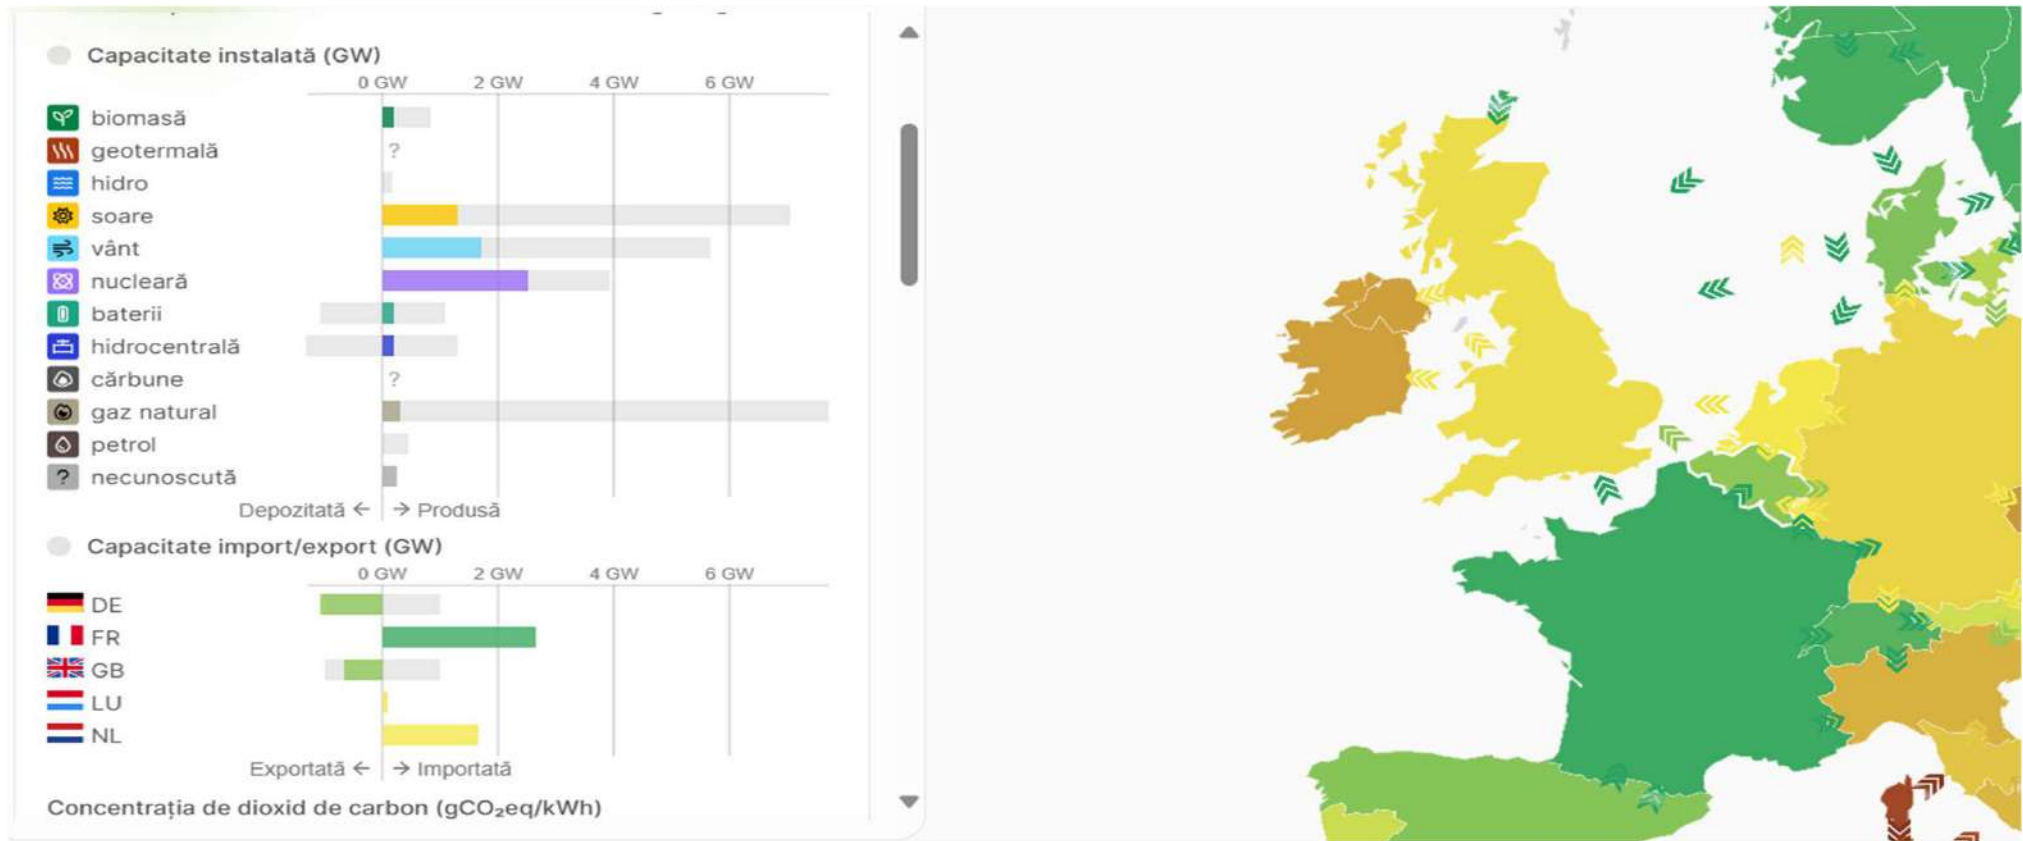 Capacitate instalată (GW)
0 GW 2 GW 4 GW 6 GW
biomasă
geotermală ?
hidro
soare
vânt
nucleară
baterii
hidrocentrală
cărbune ?
gaz natural
petrol
? necunoscută
Depozitată ← → Produsă
Capacitate import/export (GW)
0 GW 2 GW 4 GW 6 GW
DE
FR
GB
LU
NL
Exportată ← → Importată
Concentrația de dioxid de carbon (gCO₂eq/kWh)